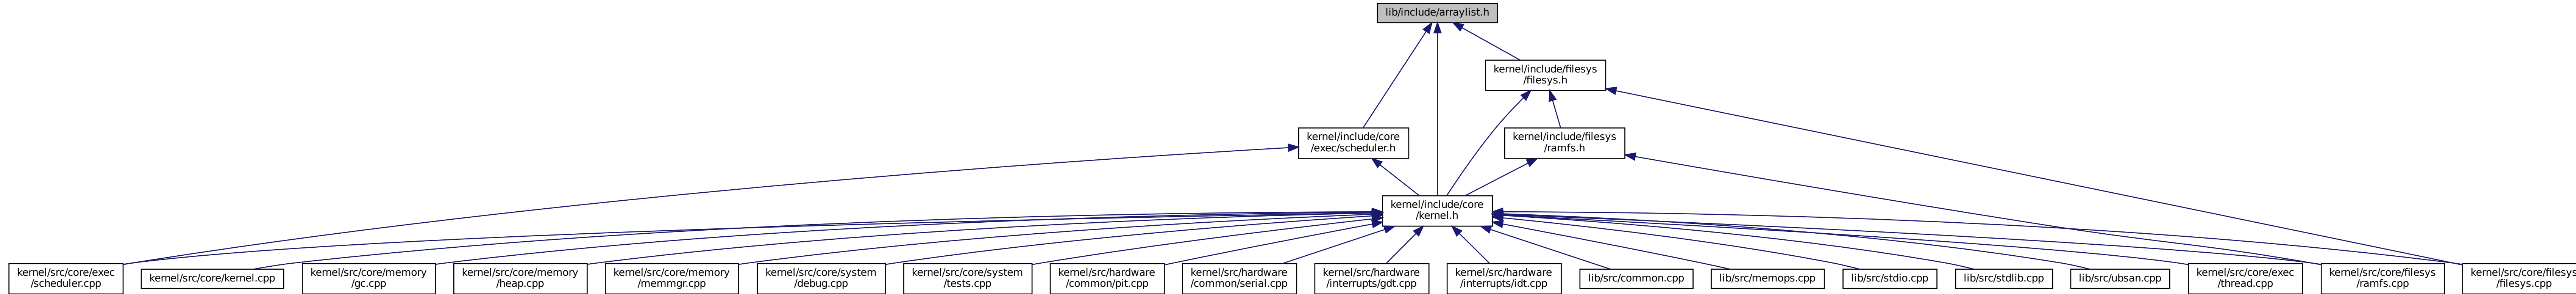 lib/include/arraylist.h
kernel/include/filesys
/filesys.h
kernel/include/core
/exec/scheduler.h
kernel/include/filesys
/ramfs.h
kernel/include/core
/kernel.h
kernel/src/core/exec
/scheduler.cpp
kernel/src/core/kernel.cpp
kernel/src/core/memory
/gc.cpp
kernel/src/core/memory
/heap.cpp
kernel/src/core/memory
/memmgr.cpp
kernel/src/core/system
/debug.cpp
kernel/src/core/system
/tests.cpp
kernel/src/hardware
/common/pit.cpp
kernel/src/hardware
/common/serial.cpp
kernel/src/hardware
/interrupts/gdt.cpp
kernel/src/hardware
/interrupts/idt.cpp
lib/src/common.cpp
lib/src/memops.cpp
lib/src/stdio.cpp
lib/src/stdlib.cpp
lib/src/ubsan.cpp
kernel/src/core/exec
/thread.cpp
kernel/src/core/filesys
/ramfs.cpp
kernel/src/core/filesys
/filesys.cpp